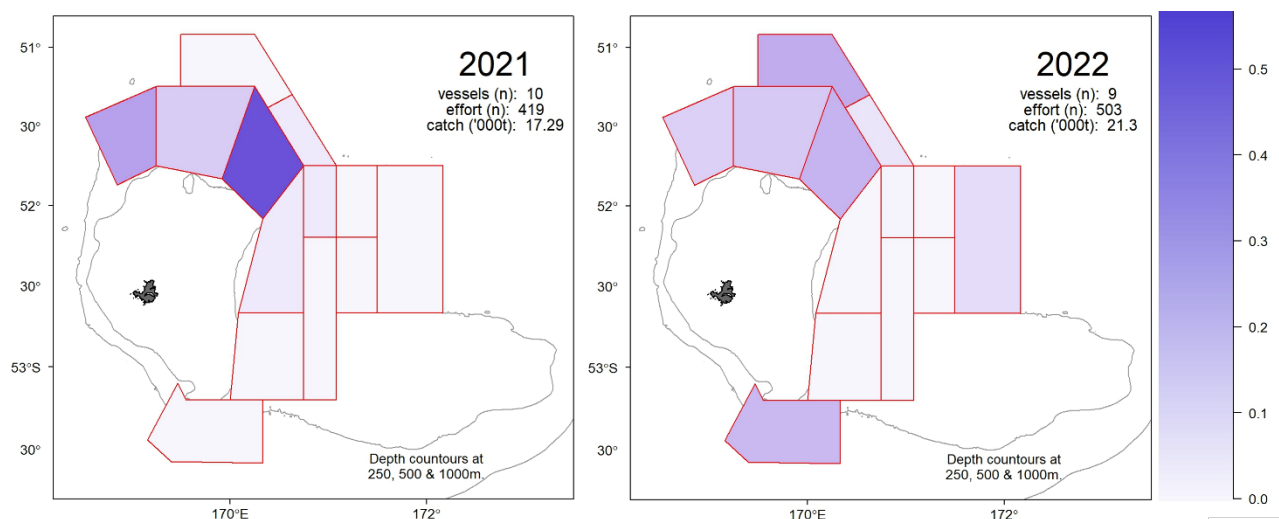 2021
vessels (n): 10
effort (n): 419
catch ('000t): 17.29
51°
30°
52°
30°
53°S
30°
Depth countours at
250, 500 & 1000m.
170°E
172°
2022
vessels (n): 9
effort (n): 503
catch ('000t): 21.3
51°
30°
52°
30°
53°S
30°
Depth countours at
250, 500 & 1000m.
170°E
172°
0.5
0.4
0.3
0.2
0.1
0.0